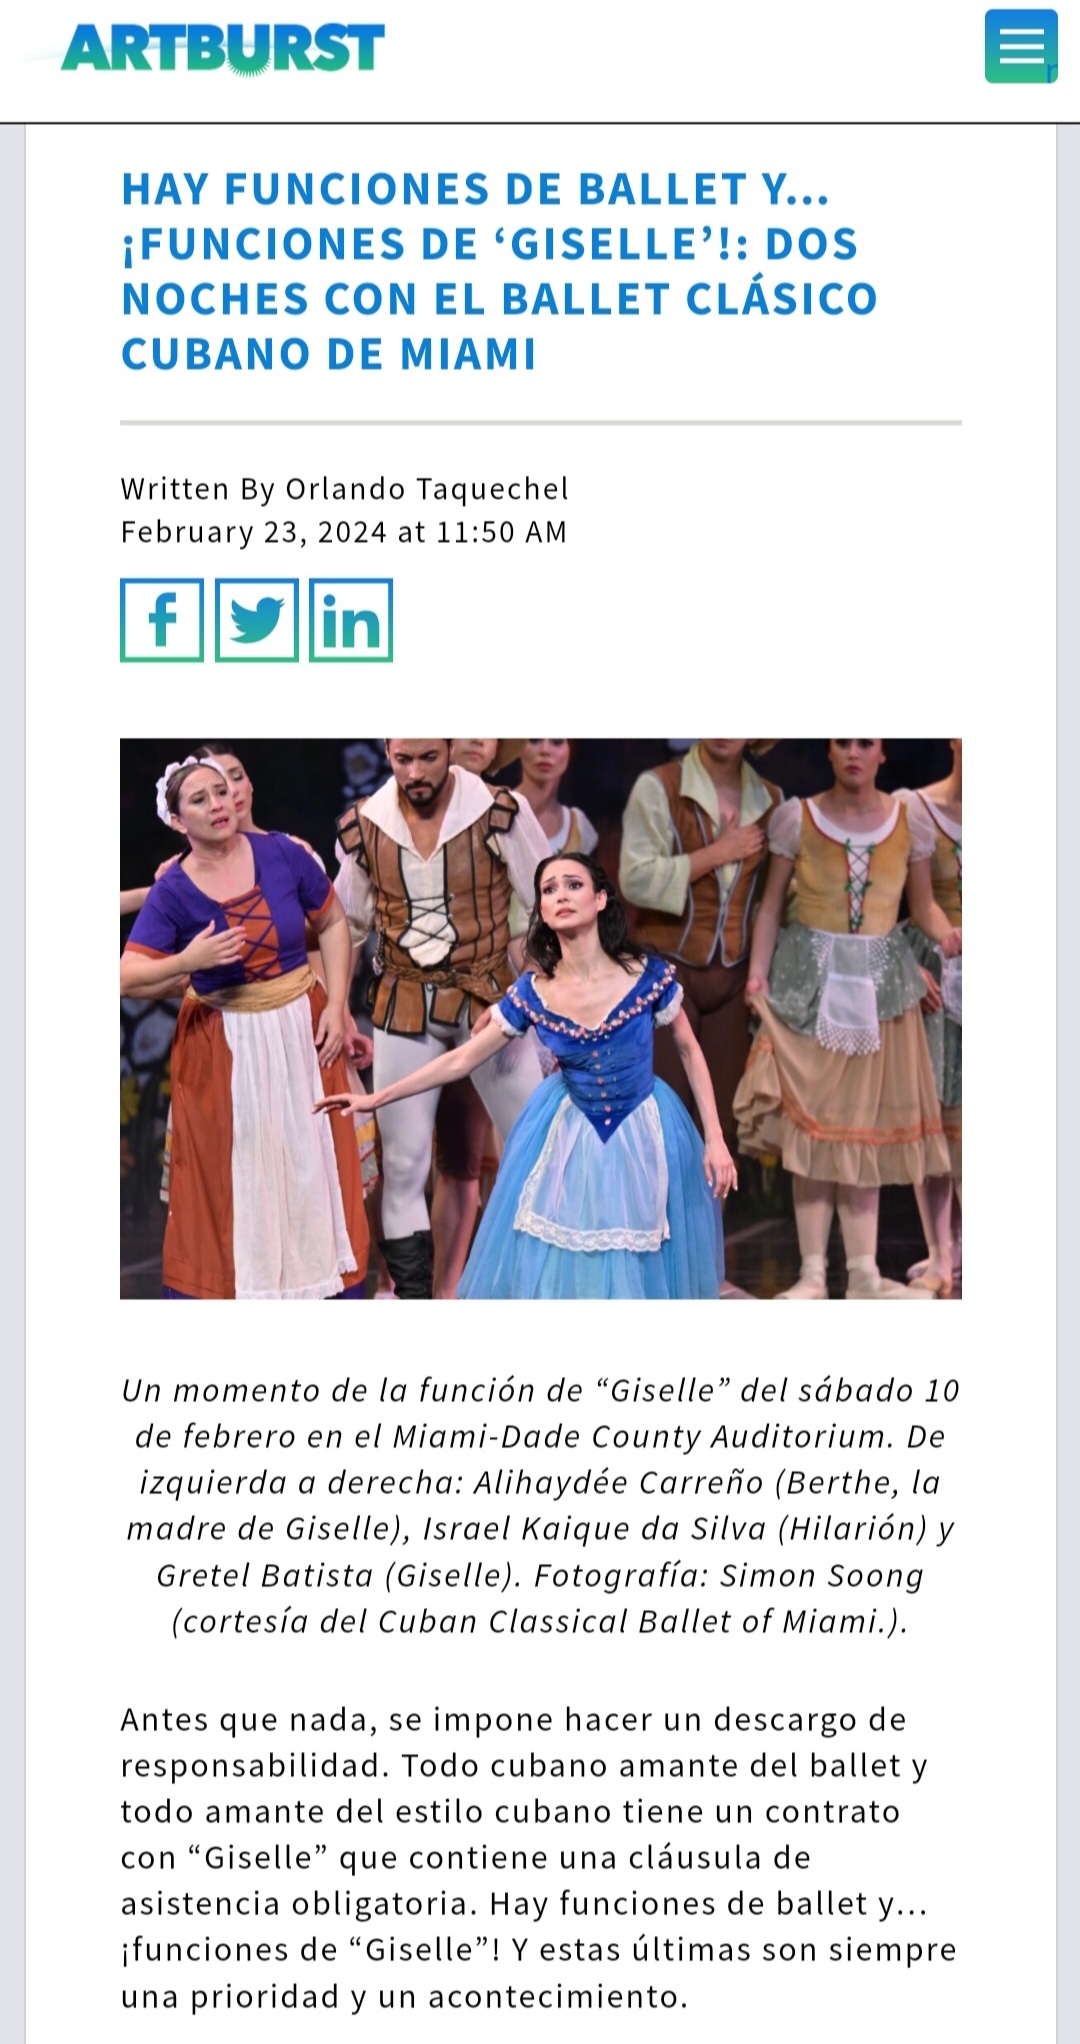 ARTBURST
HAY FUNCIONES DE BALLET Y...
¡FUNCIONES DE ‘GISELLE’!: DOS
NOCHES CON EL BALLET CLÁSICO
CUBANO DE MIAMI
Written By Orlando Taquechel
February 23, 2024 at 11:50 AM
f
in
Un momento de la función de “Giselle” del sábado 10
de febrero en el Miami-Dade County Auditorium. De
izquierda a derecha: Alihaydée Carreño (Berthe, la
madre de Giselle), Israel Kaique da Silva (Hilarión) y
Gretel Batista (Giselle). Fotografía: Simon Soong
(cortesía del Cuban Classical Ballet of Miami.).
Antes que nada, se impone hacer un descargo de
responsabilidad. Todo cubano amante del ballet y
todo amante del estilo cubano tiene un contrato
con “Giselle” que contiene una cláusula de
asistencia obligatoria. Hay funciones de ballet y...
¡funciones de “Giselle”! Y estas últimas son siempre
una prioridad y un acontecimiento.